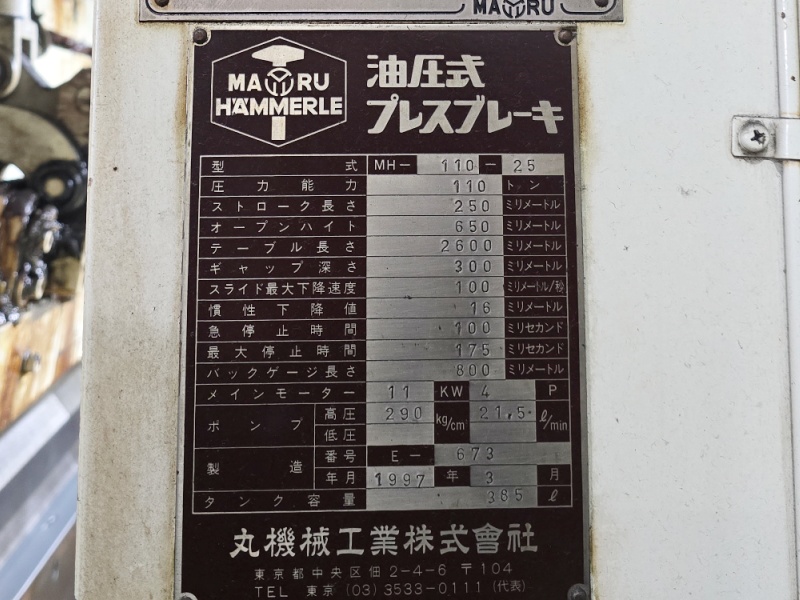 MARU
MARU
HÄMMERLE
油圧式
プレスブレーキ
型式 MH- 110-25
圧力能力 110 トン
ストローク長さ 250 ミリメートル
オープンハイト 650 ミリメートル
テーブル長さ 2600 ミリメートル
ギャップ深さ 300 ミリメートル
スライド最大下降速度 100 ミリメートル/秒
慣性下降値 16 ミリメートル
急停止時間 100 ミリセカンド
最大停止時間 175 ミリセカンド
バックゲージ長さ 800 ミリメートル
メインモーター 11 KW 4 P
ポンプ 高圧 290 kg/cm 21,5 ℓ/min
低圧
製造 番号 E- 673
年月 1997 年 3 月
タンク容量 385 ℓ
丸機械工業株式會社
東京都中央区佃2-4-6 〒104
TEL 東京 (03)3533-0111 (代表)